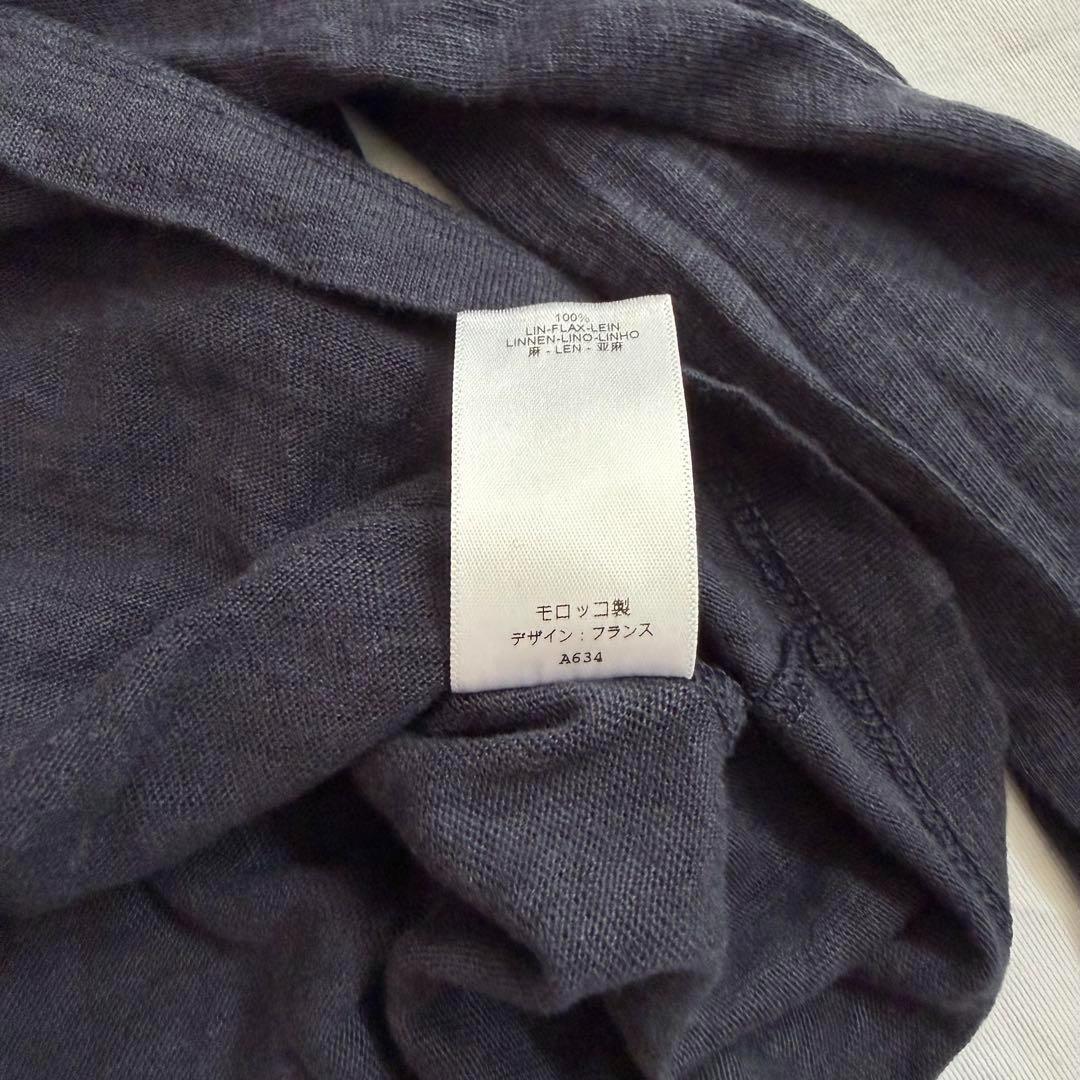 100%
LIN-FLAX-LEIN
LINNEN-LINO-LINHO
麻 - LEN - 亚麻
モロッコ製
デザイン : フランス
A634